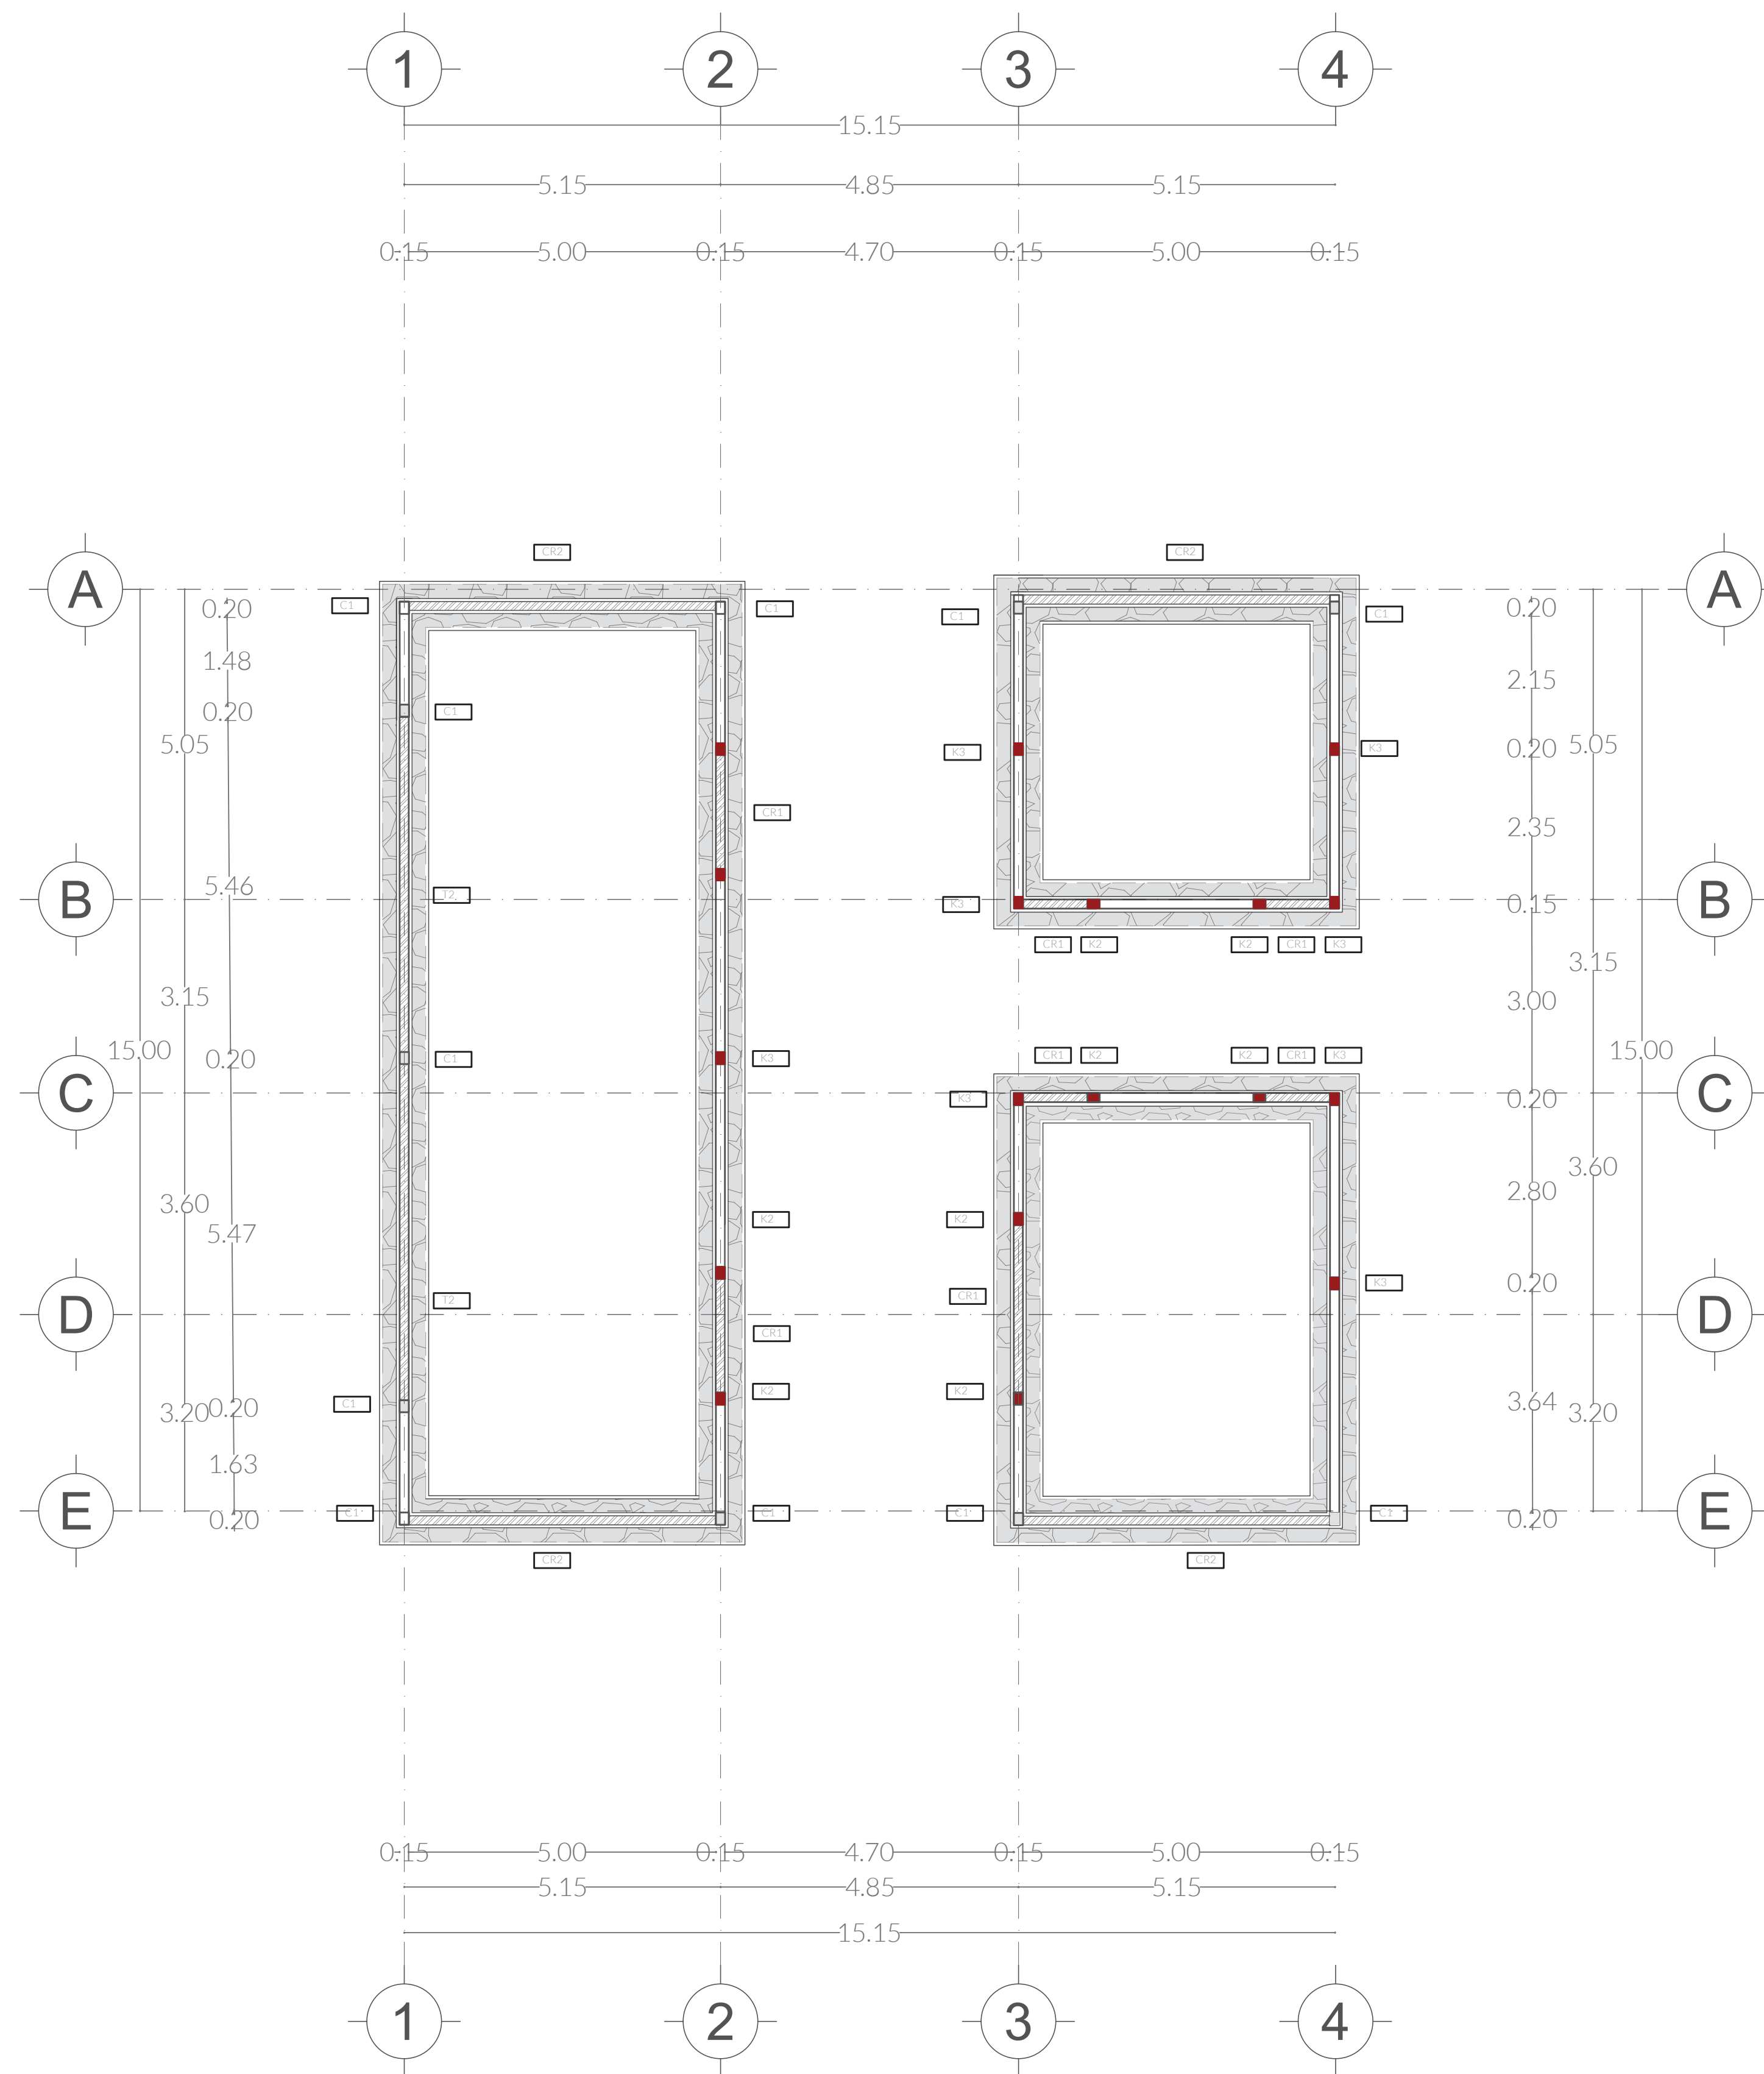 1 2 3 4
15.15
5.15 4.85 5.15
0.15 5.00 0.15 4.70 0.15 5.00 0.15
CR2 CR2
A A
C1 0.20 C1 C1 C1 0.20
1.48
2.15
0.20 C1
5.05 K3 K3 0.20 5.05
CR1
2.35
5.46 T2
B K3 0.15 B
CR1 K2 K2 CR1 K3
3.15
3.15 3.00
15.00 0.20 C1 K3 CR1 K2 K2 CR1 K3 15.00
C K3 0.20 C
3.60
3.60 2.80
5.47 K2 K2
K3 0.20
T2 CR1
D D
CR1
K2 K2
3.20 0.20 C1 3.64 3.20
1.63
E C1 C1 C1 C1 E
0.20 0.20
CR2 CR2
0.15 5.00 0.15 4.70 0.15 5.00 0.15
5.15 4.85 5.15
15.15
1 2 3 4